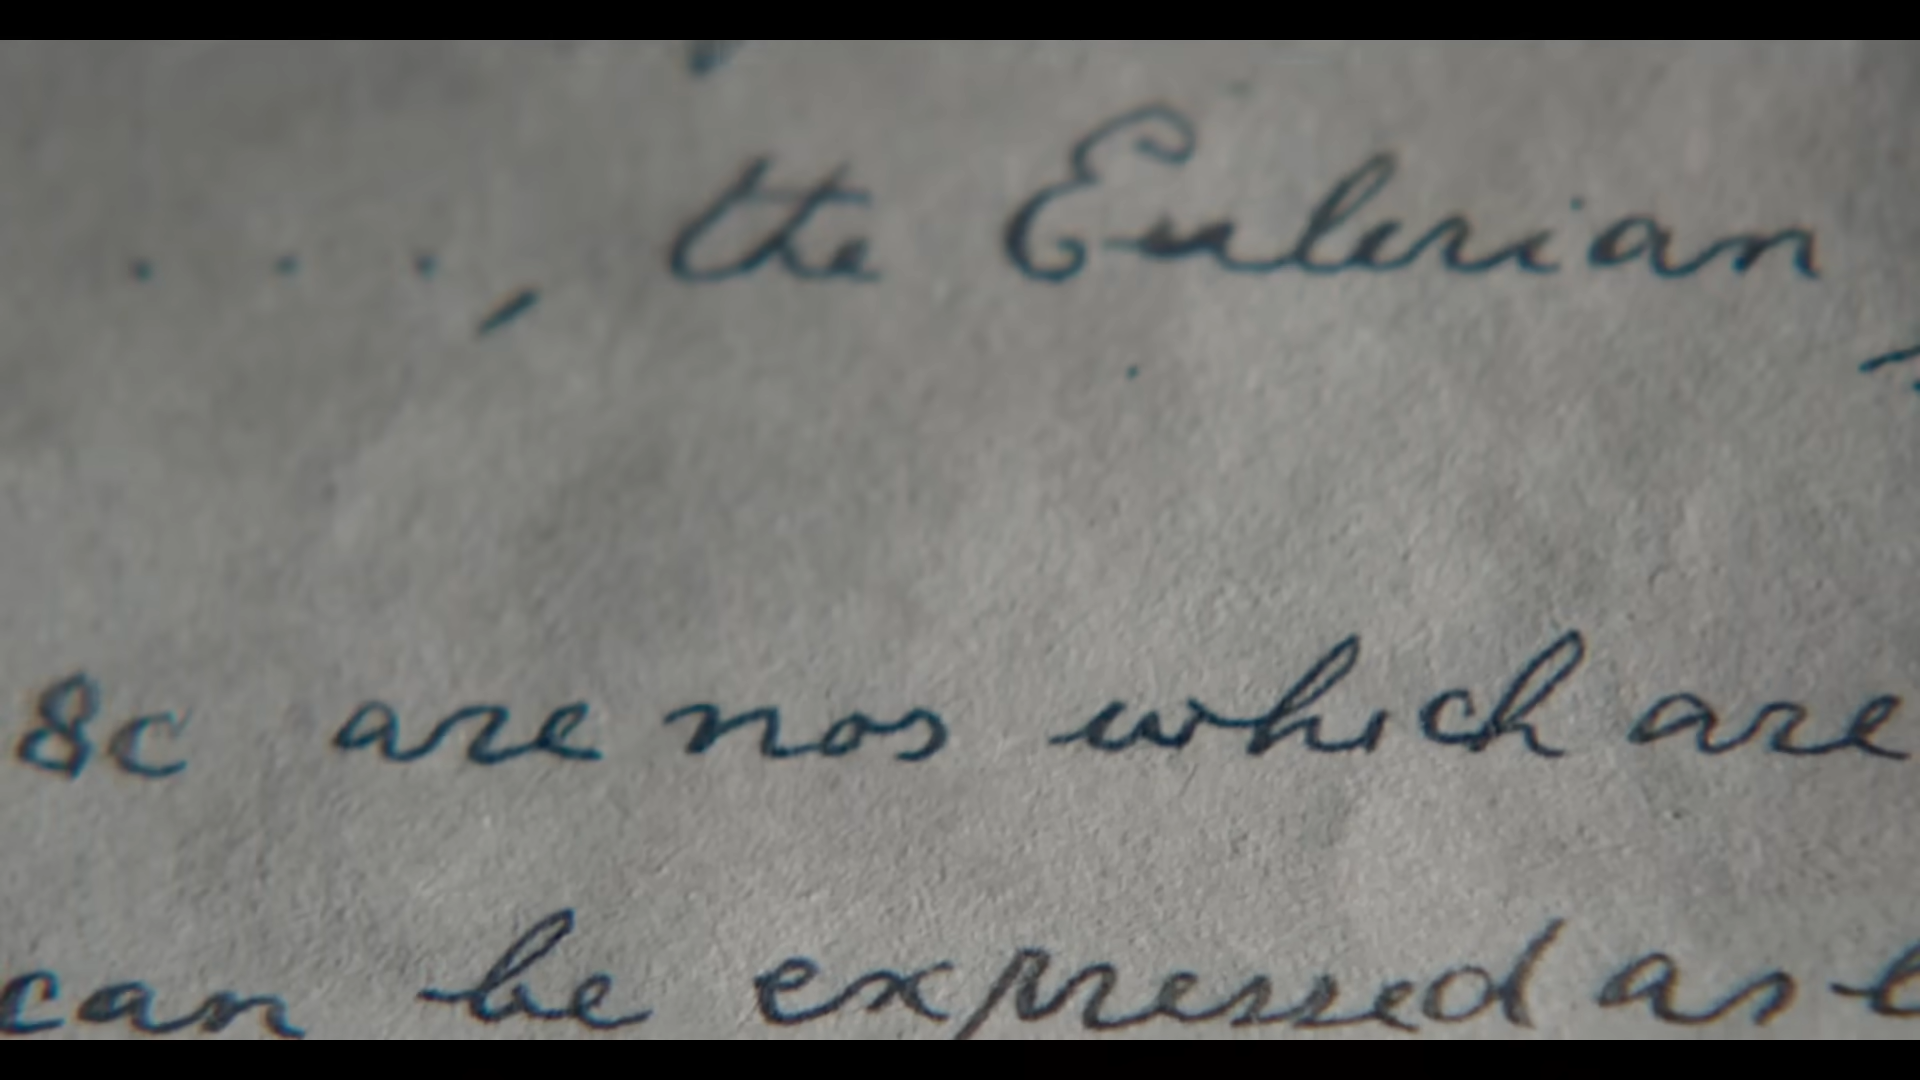 . . . , the Eulerian
&c are nos which are
can be expressed as